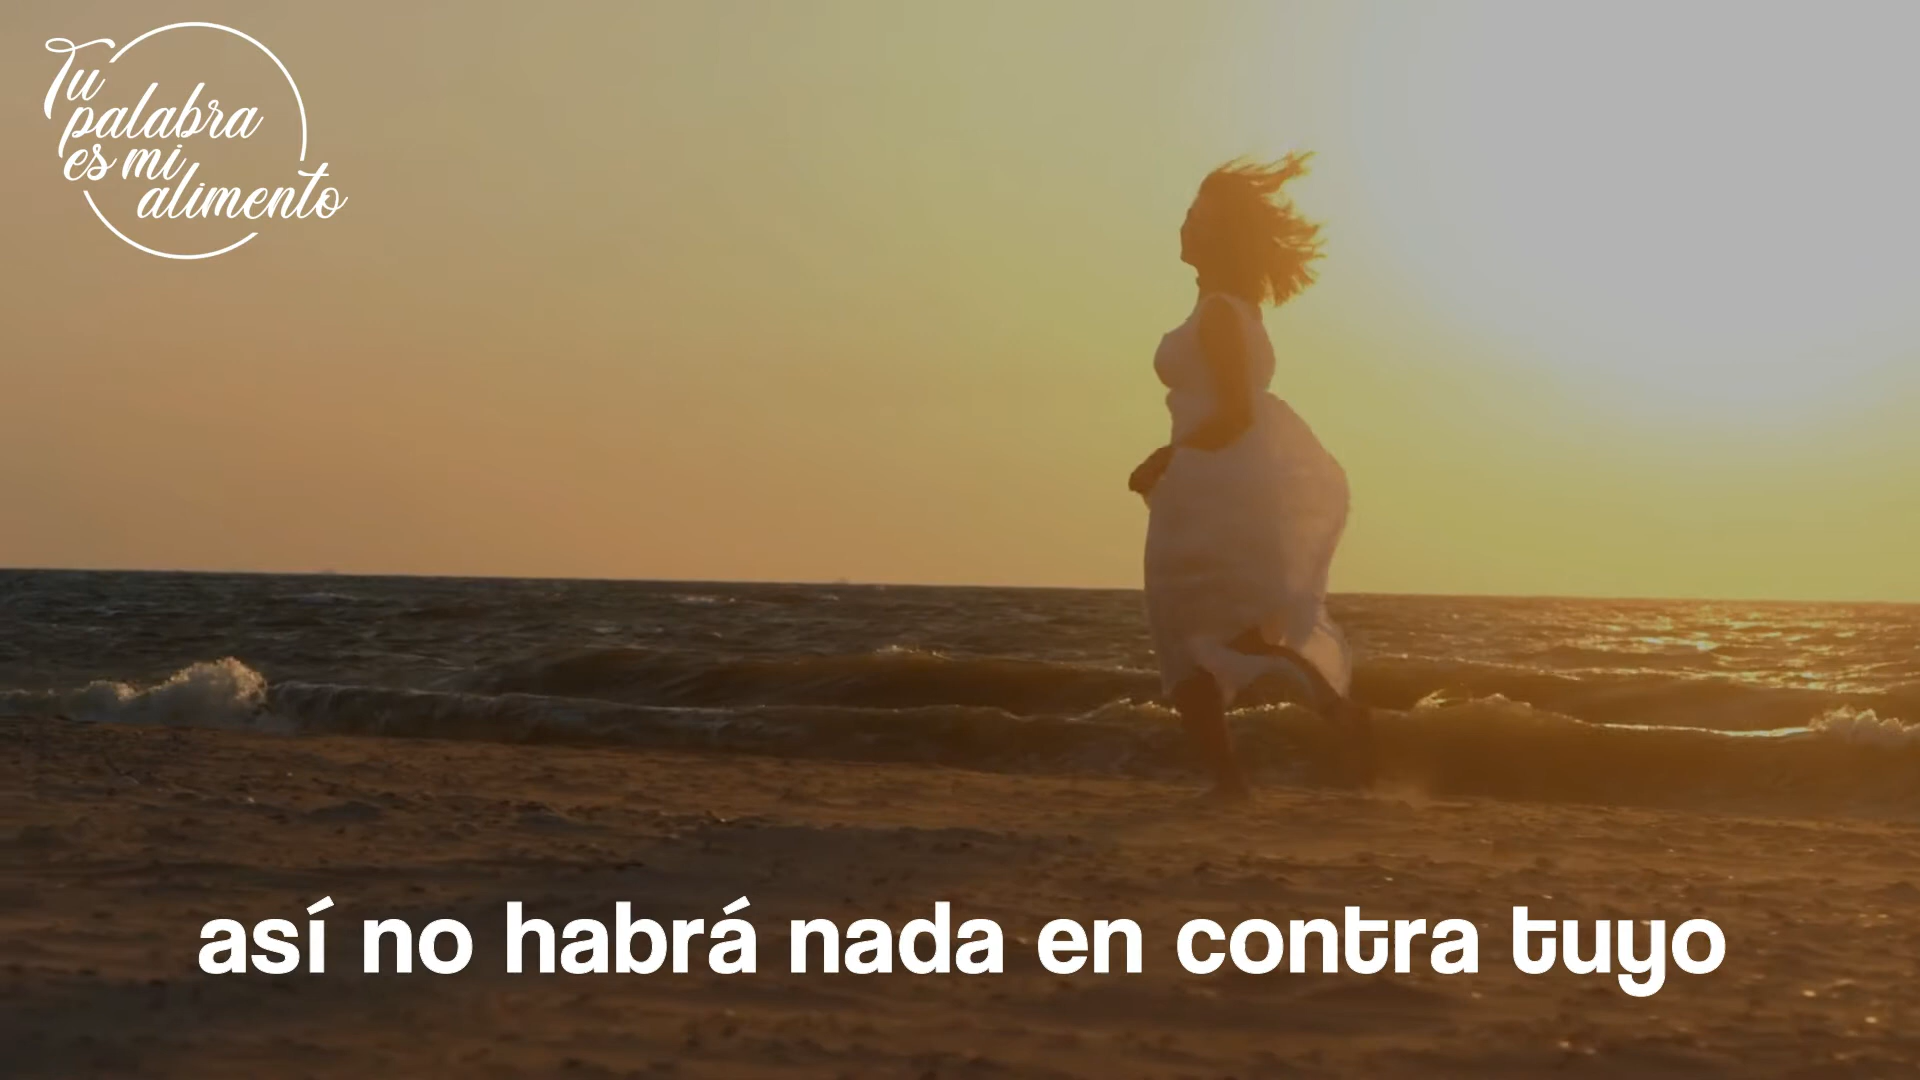 Tu
palabra
es mi
alimento
así no habrá nada en contra tuyo